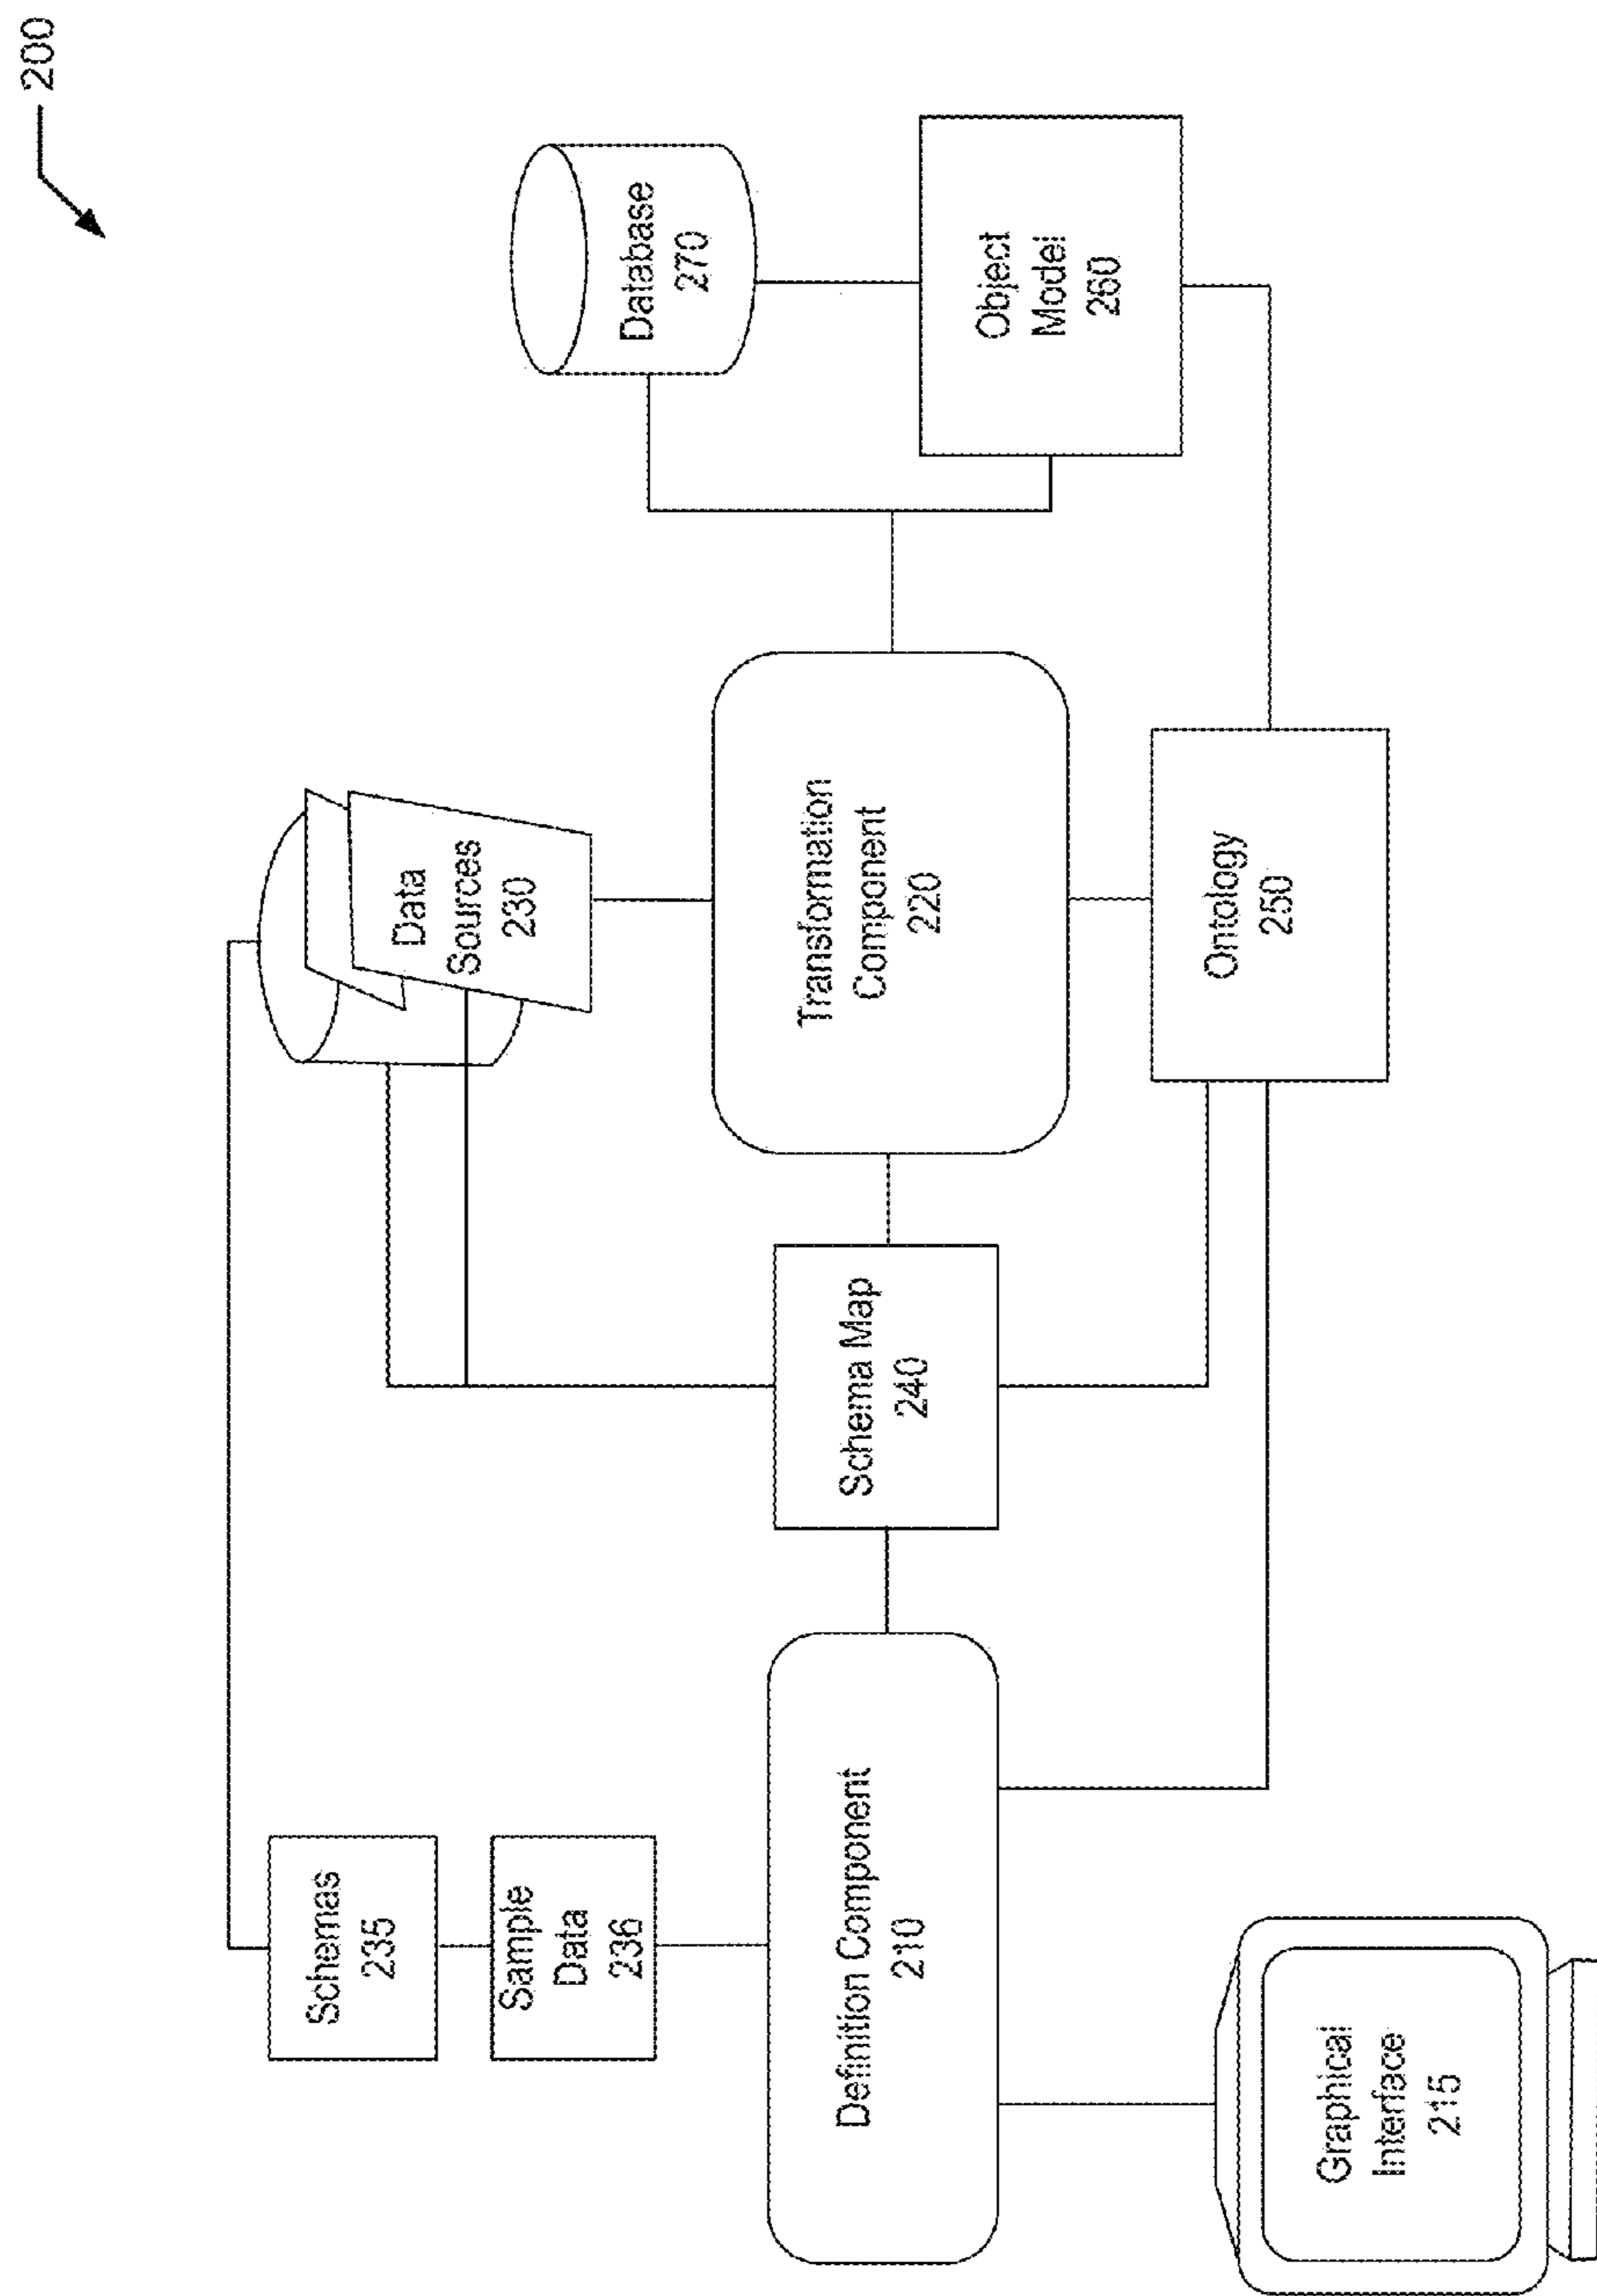 200
Schemas
235
Sample
Data
236
Data
Sources
230
Database
270
Definition Component
210
Schema Map
240
Transformation
Component
220
Object
Model
260
Graphical
Interface
215
Ontology
250